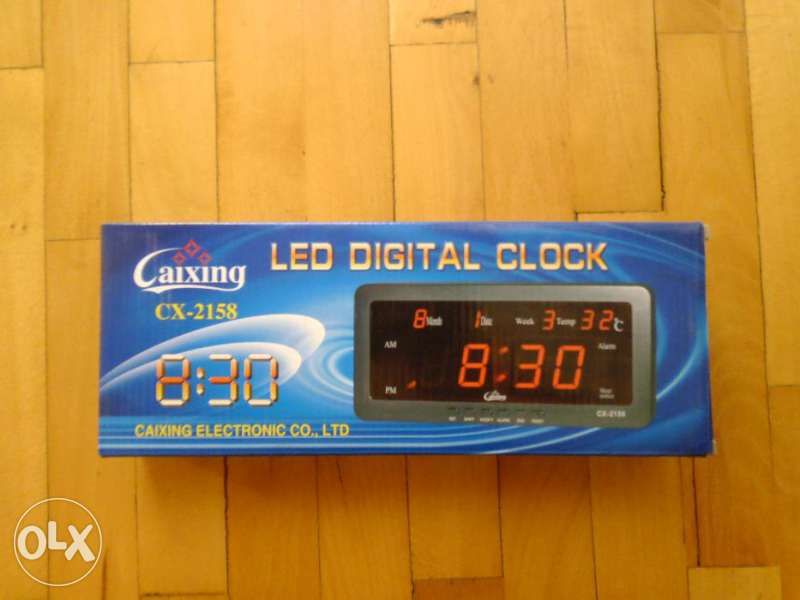 Caixing
LED DIGITAL CLOCK
CX-2158
8:30
CAIXING ELECTRONIC CO., LTD
8 Month 1 Date Week 3 Temp 32°C
AM
Alarm
8:30
PM
Caixing
CX-2158
OLX